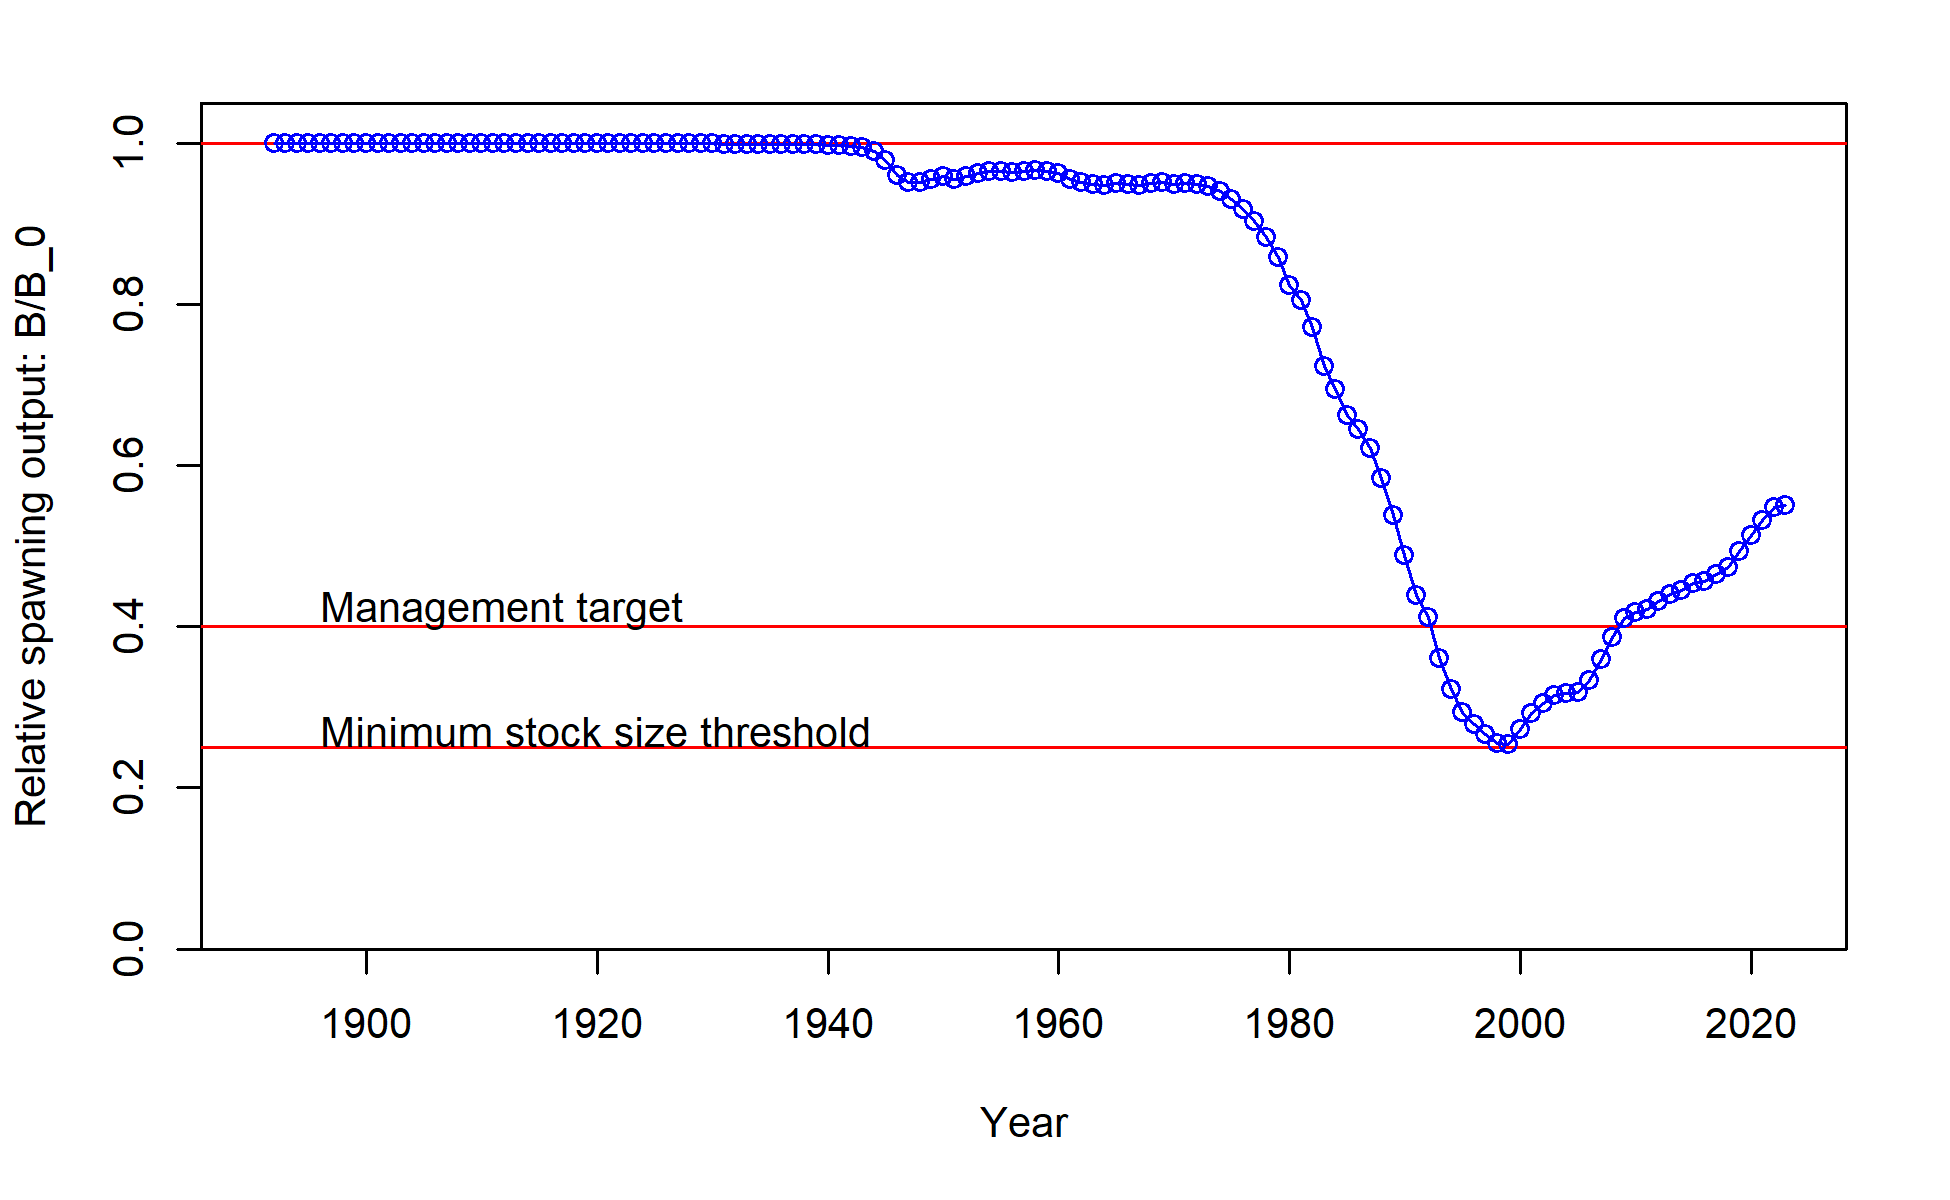 Relative spawning output: B/B_0
1.0
0.8
0.6
0.4
0.2
0.0
Management target
Minimum stock size threshold
1900 1920 1940 1960 1980 2000 2020
Year